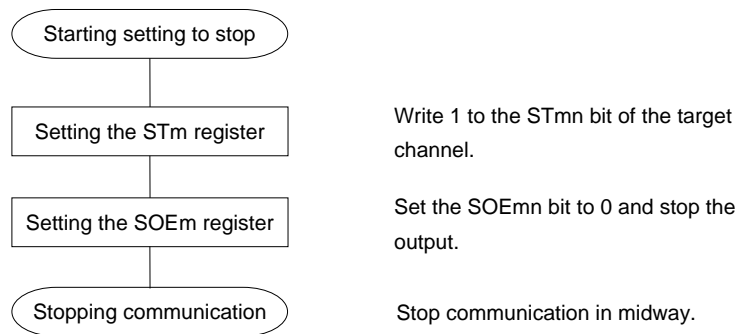 Starting setting to stop
Setting the STm register
Write 1 to the STmn bit of the target
channel.
Setting the SOEm register
Set the SOEmn bit to 0 and stop the
output.
Stopping communication
Stop communication in midway.